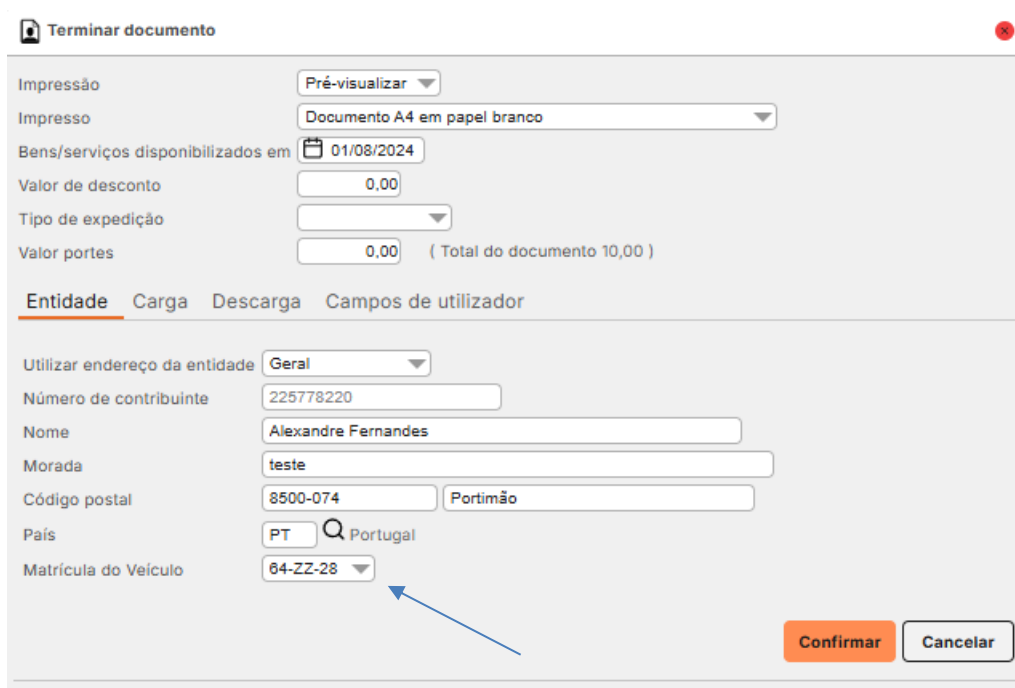 Terminar documento
Impressão Pré-visualizar
Impresso Documento A4 em papel branco
Bens/serviços disponibilizados em 01/08/2024
Valor de desconto 0,00
Tipo de expedição
Valor portes 0,00 ( Total do documento 10,00 )
Entidade Carga Descarga Campos de utilizador
Utilizar endereço da entidade Geral
Número de contribuinte 225778220
Nome Alexandre Fernandes
Morada teste
Código postal 8500-074 Portimão
País PT Portugal
Matrícula do Veículo 64-ZZ-28
Confirmar Cancelar